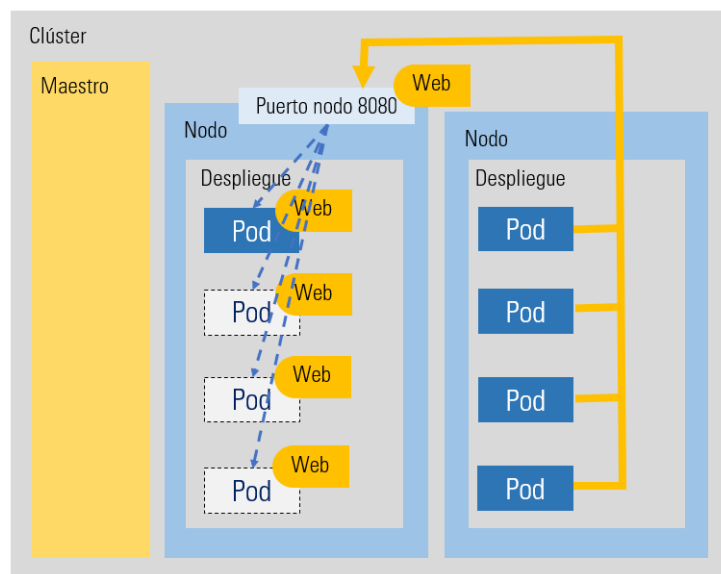 Clúster
Maestro
Web
Puerto nodo 8080
Nodo
Despliegue
Web
Pod
Web
Pod
Web
Pod
Web
Pod
Nodo
Despliegue
Pod
Pod
Pod
Pod